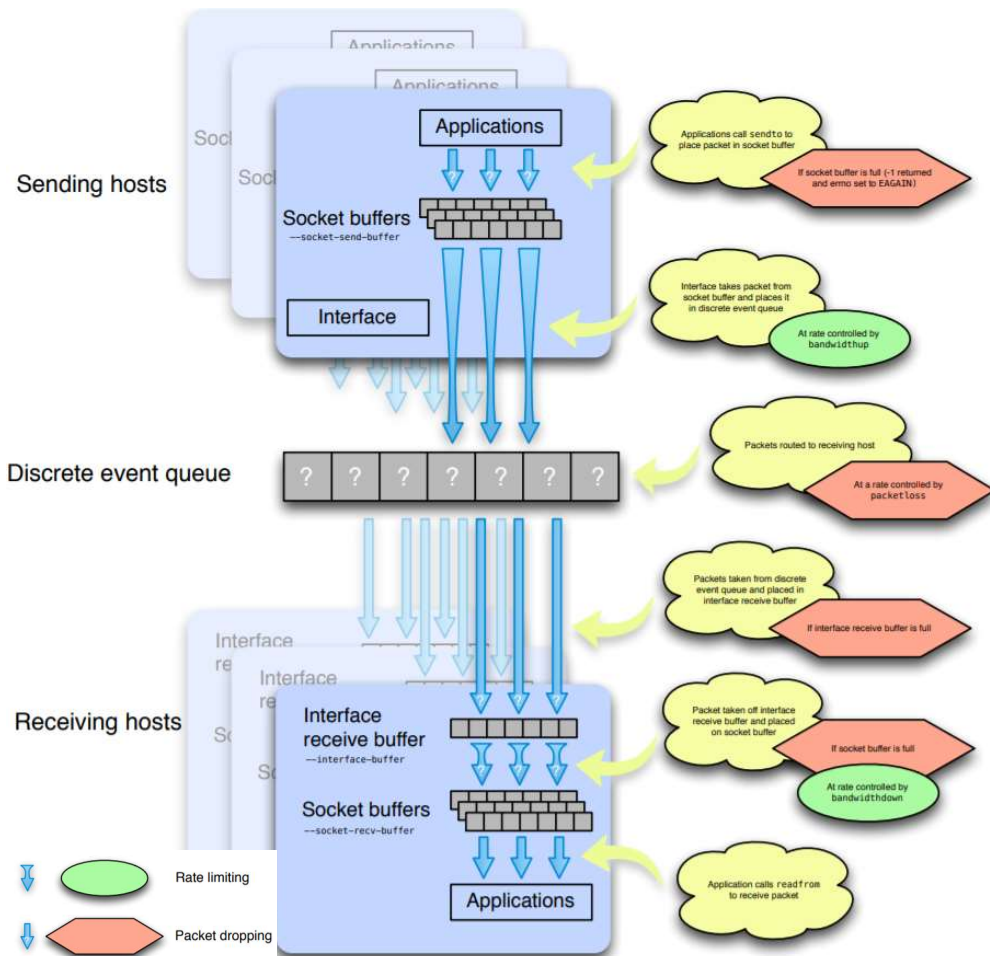 Applications
Applications
Sock
Sock
Sending hosts
Applications
? ? ?
Socket buffers
--socket-send-buffer
Interface
Applications call sendto to
place packet in socket buffer
If socket buffer is full (-1 returned
and errno set to EAGAIN)
Interface takes packet from
socket buffer and places it
in discrete event queue
At rate controlled by
bandwidthup
Discrete event queue
? ? ? ? ? ? ?
Packets routed to receiving host
At a rate controlled by
packetloss
Packets taken from discrete
event queue and placed in
interface receive buffer
If interface receive buffer is full
Interface
re
So
Interface
re
So
Receiving hosts
? ? ?
Interface
receive buffer
--interface-buffer
? ? ?
Socket buffers
--socket-recv-buffer
Applications
Packet taken off interface
receive buffer and placed
on socket buffer
If socket buffer is full
At rate controlled by
bandwidthdown
Application calls readfrom
to receive packet
Rate limiting
Packet dropping